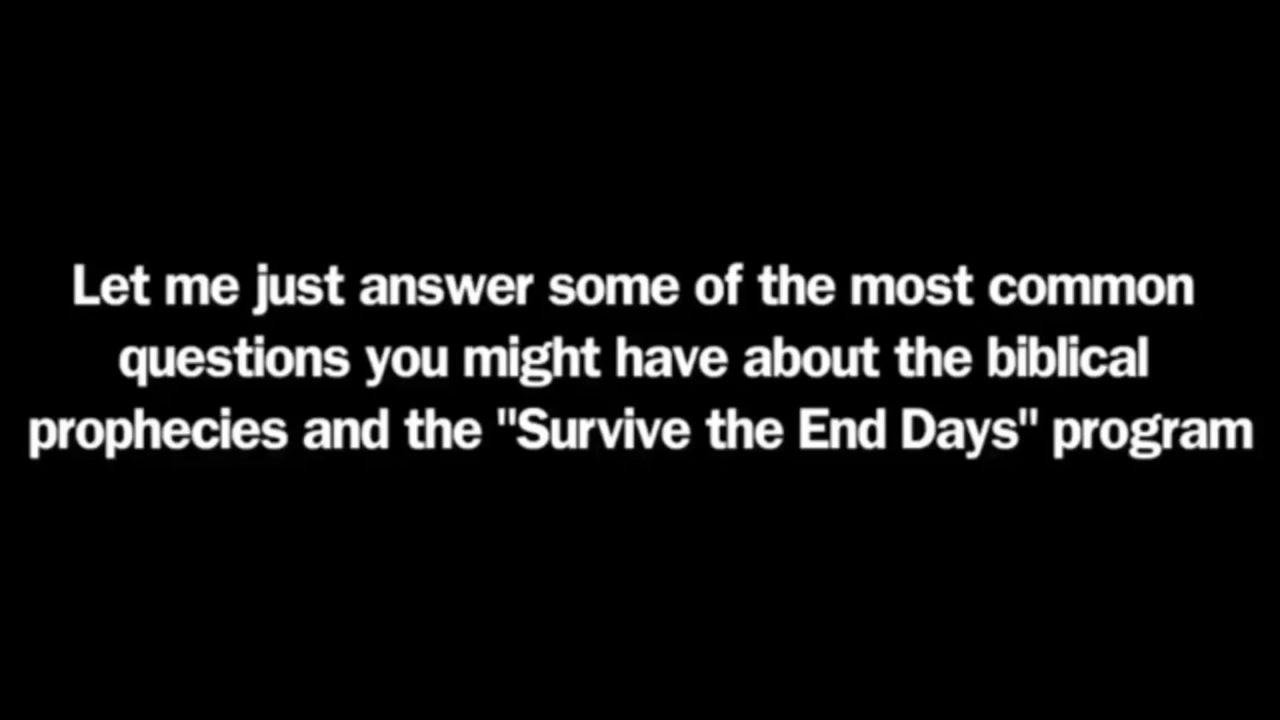 Let me just answer some of the most common
questions you might have about the biblical
prophecies and the "Survive the End Days" program